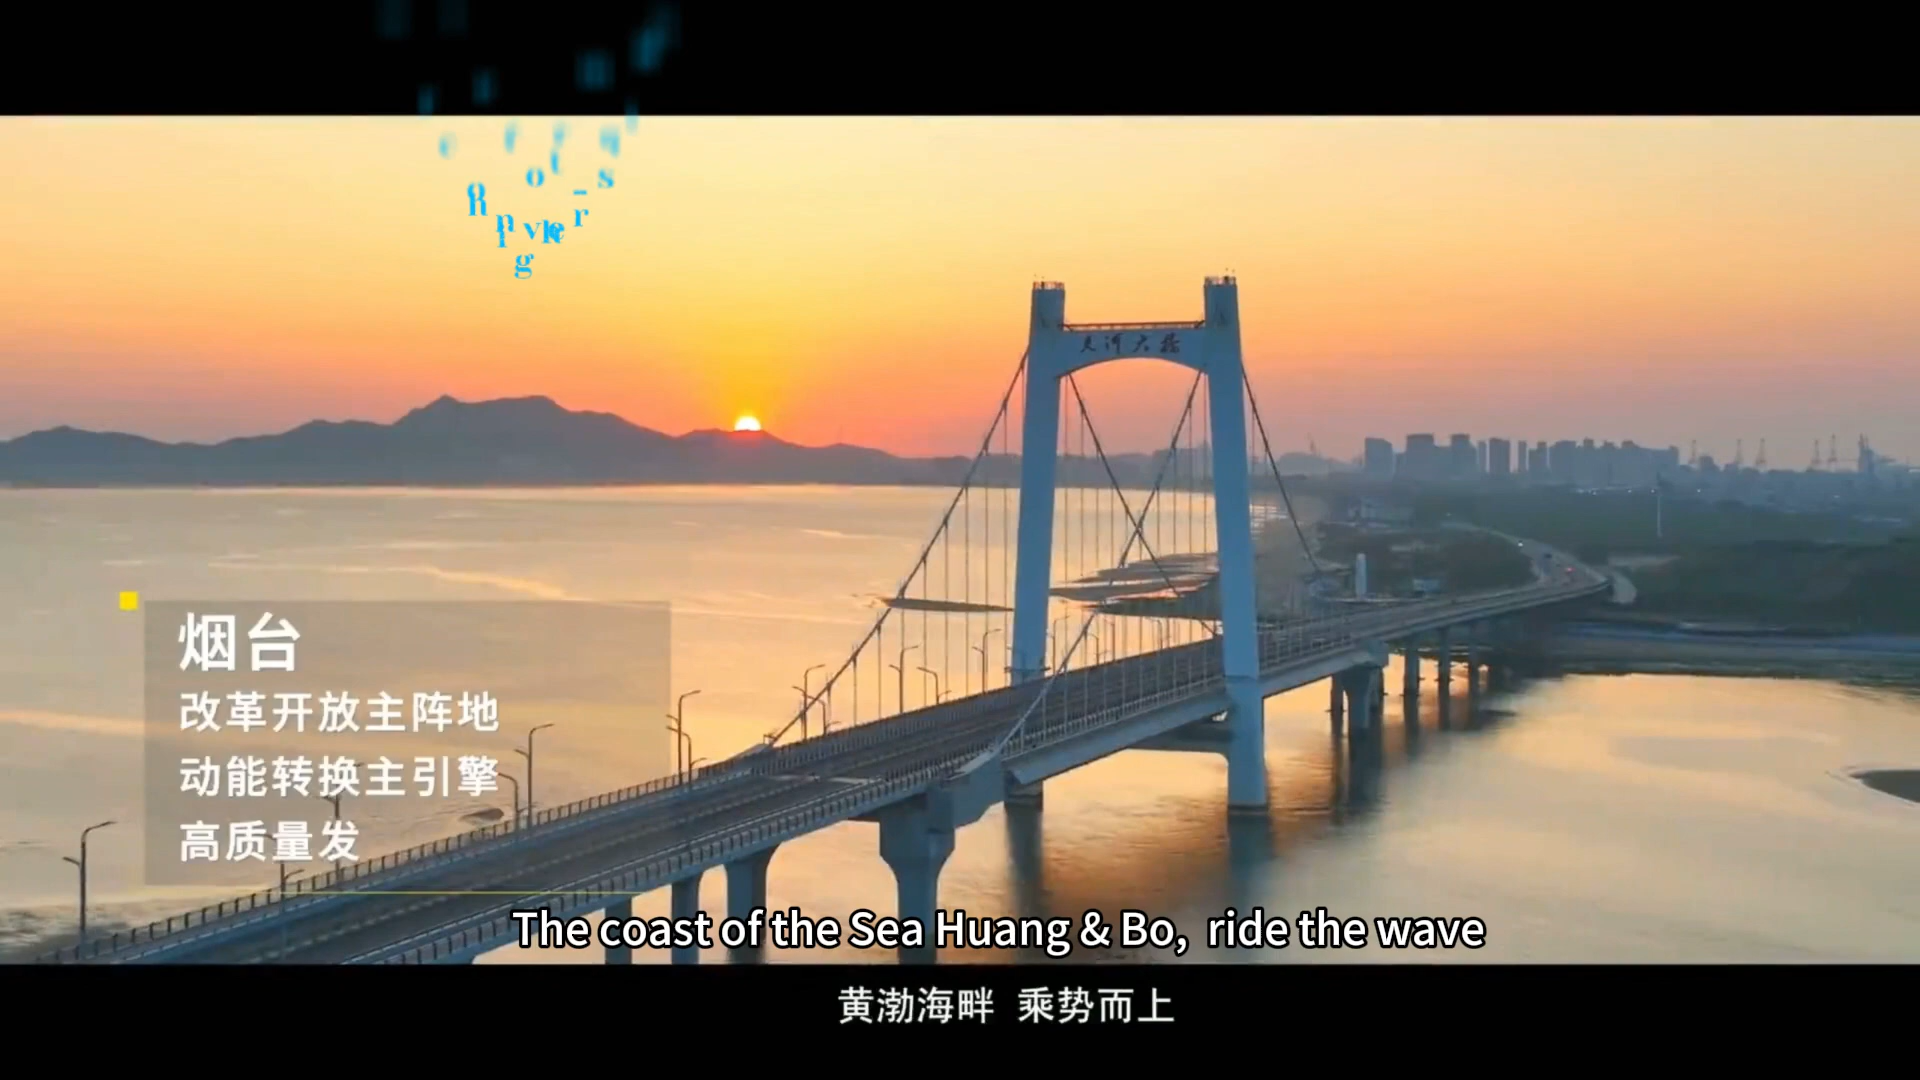 烟台
改革开放主阵地
动能转换主引擎
高质量发
The coast of the Sea Huang & Bo, ride the wave
黄渤海畔 乘势而上